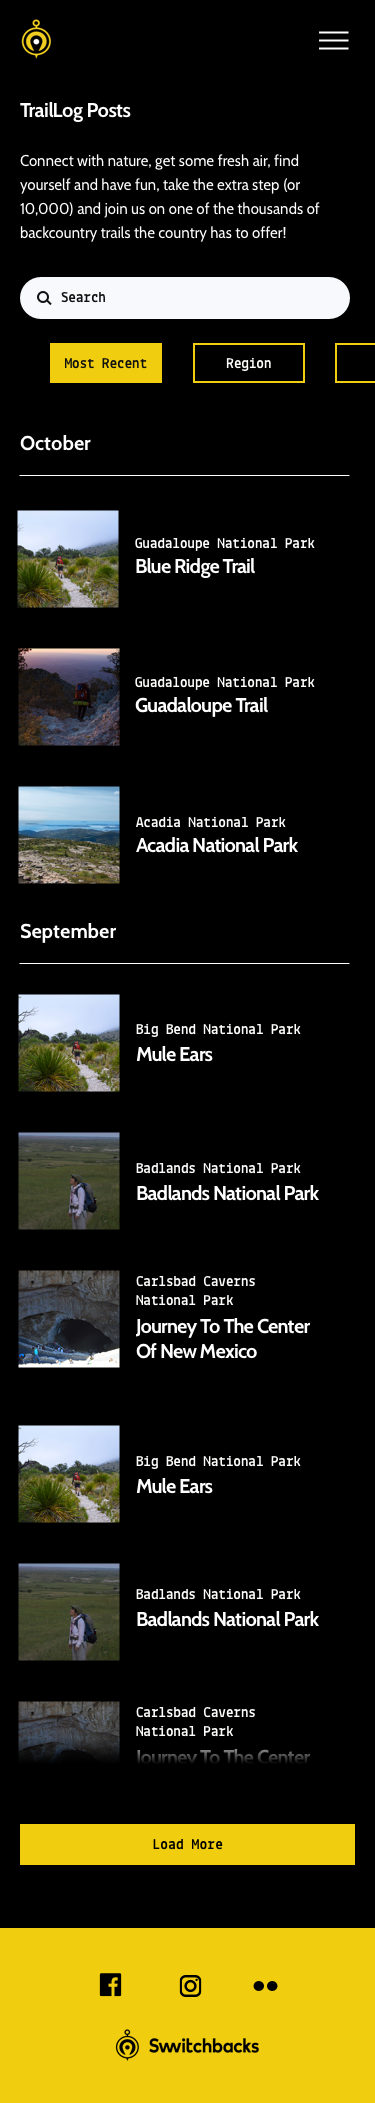 TrailLog Posts
Connect with nature, get some fresh air, find
yourself and have fun, take the extra step (or
10,000) and join us on one of the thousands of
backcountry trails the country has to offer!
Search
Most Recent
Region
October
Guadaloupe National Park
Blue Ridge Trail
Guadaloupe National Park
Guadaloupe Trail
Acadia National Park
Acadia National Park
September
Big Bend National Park
Mule Ears
Badlands National Park
Badlands National Park
Carlsbad Caverns
National Park
Journey To The Center
Of New Mexico
Big Bend National Park
Mule Ears
Badlands National Park
Badlands National Park
Carlsbad Caverns
National Park
Journey To The Center
Load More
Switchbacks